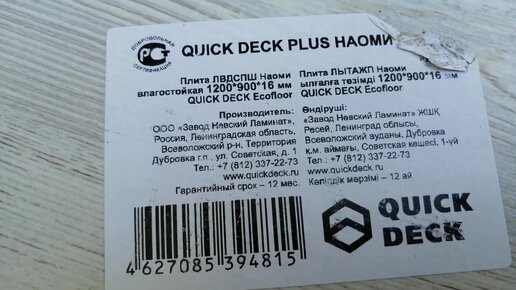 ДОБРОВОЛЬНАЯ
РСТ
СЕРТИФИКАЦИЯ
QUICK DECK PLUS НАОМИ
Плита ЛВДСПШ Наоми
влагостойкая 1200*900*16 мм
QUICK DECK Ecofloor
Производитель:
ООО «Завод Невский Ламинат»,
Россия, Ленинградская область,
Всеволожский р-н, Территория
Дубровка г.п., ул. Советская, д. 1
Тел.: +7 (812) 337-22-73
www.quickdeck.ru
Гарантийный срок – 12 мес.
Плита ЛЫТАЖП Наоми
ылғалға төзімді 1200*900*16 мм
QUICK DECK Ecofloor
Өндіруші:
«Завод Невский Ламинат» ЖШҚ
Ресей, Ленинград облысы,
Всеволожск ауданы, Дубровка
қ.м. аймағы, Советская көшесі, 1-үй
Тел.: +7 (812) 337-22-73
www.quickdeck.ru
Кепілдік мерзімі – 12 ай
4 627085 394815
QUICK
DECK